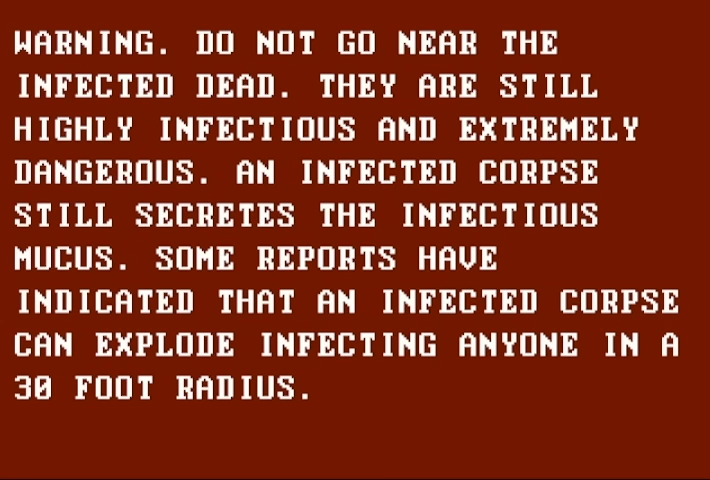 WARNING. DO NOT GO NEAR THE
INFECTED DEAD. THEY ARE STILL
HIGHLY INFECTIOUS AND EXTREMELY
DANGEROUS. AN INFECTED CORPSE
STILL SECRETES THE INFECTIOUS
MUCUS. SOME REPORTS HAVE
INDICATED THAT AN INFECTED CORPSE
CAN EXPLODE INFECTING ANYONE IN A
30 FOOT RADIUS.